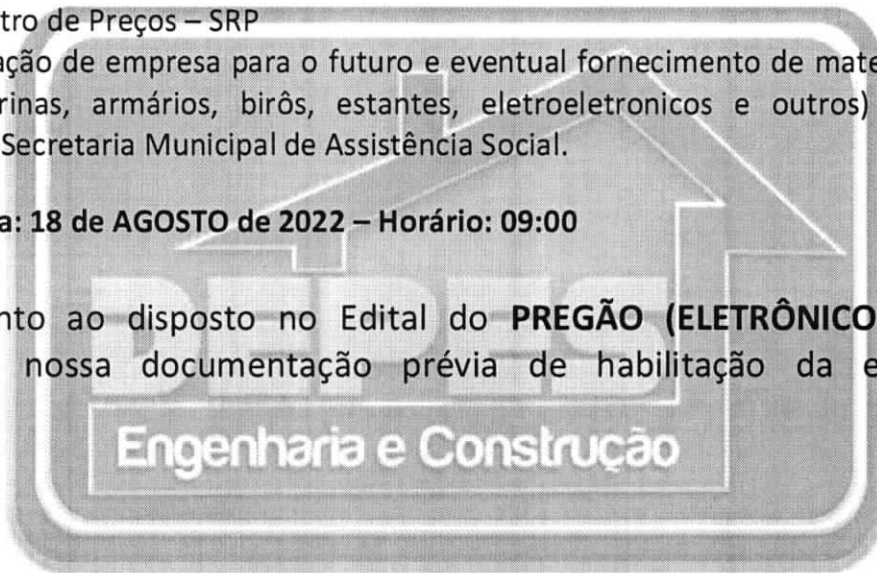 tro de Preços – SRP
ação de empresa para o futuro e eventual fornecimento de mate
rinas, armários, birôs, estantes, eletroeletronicos e outros)
Secretaria Municipal de Assistência Social.
a: 18 de AGOSTO de 2022 – Horário: 09:00
nto ao disposto no Edital do PREGÃO (ELETRÔNICO
nossa documentação prévia de habilitação da e
DEPES
Engenharia e Construção